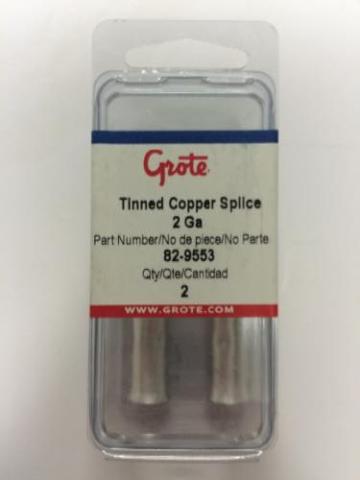 Grote
Tinned Copper Splice
2 Ga
Part Number/No de piece/No Parte
82-9553
Qty/Qte/Cantidad
2
WWW.GROTE.COM